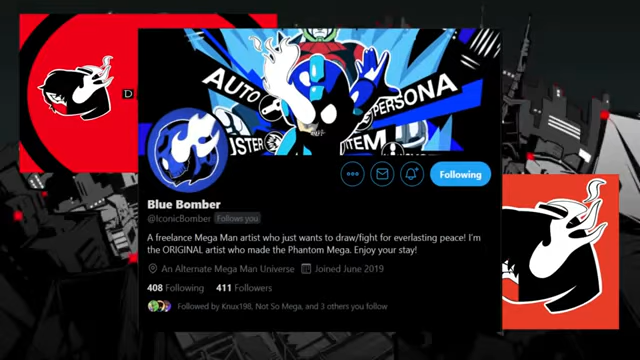 D
AUTO
PERSONA
USTER
ITEM
Following
Blue Bomber
@IconicBomber Follows you
A freelance Mega Man artist who just wants to draw/fight for everlasting peace! I'm
the ORIGINAL artist who made the Phantom Mega. Enjoy your stay!
An Alternate Mega Man Universe Joined June 2019
408 Following 411 Followers
Followed by Knux198, Not So Mega, and 3 others you follow